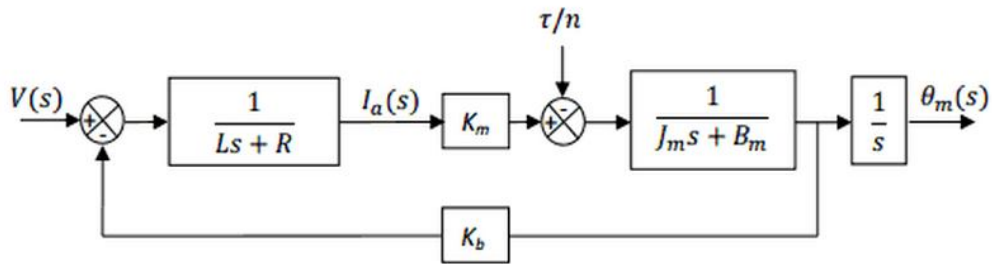 τ/n
V(s)
+
-
1
Ls + R
I_a(s)
K_m
-
+
1
J_m s + B_m
1
s
θ_m(s)
K_b